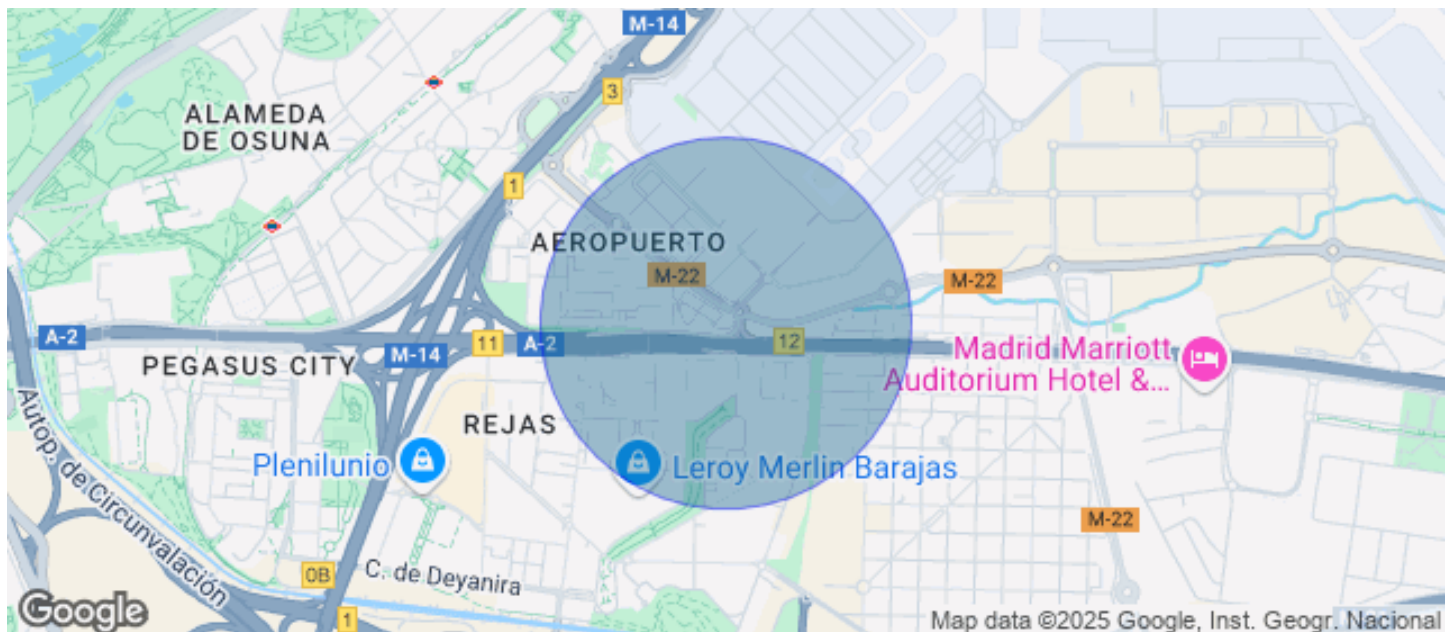 M-14
3
ALAMEDA
DE OSUNA
1
AEROPUERTO
M-22
M-22
A-2
11
A-2
12
M-14
PEGASUS CITY
Madrid Marriott
Auditorium Hotel &...
REJAS
Plenilunio
Leroy Merlin Barajas
Autop. de Circunvalación
M-22
0B
C. de Deyanira
1
Google
Map data ©2025 Google, Inst. Geogr. Nacional